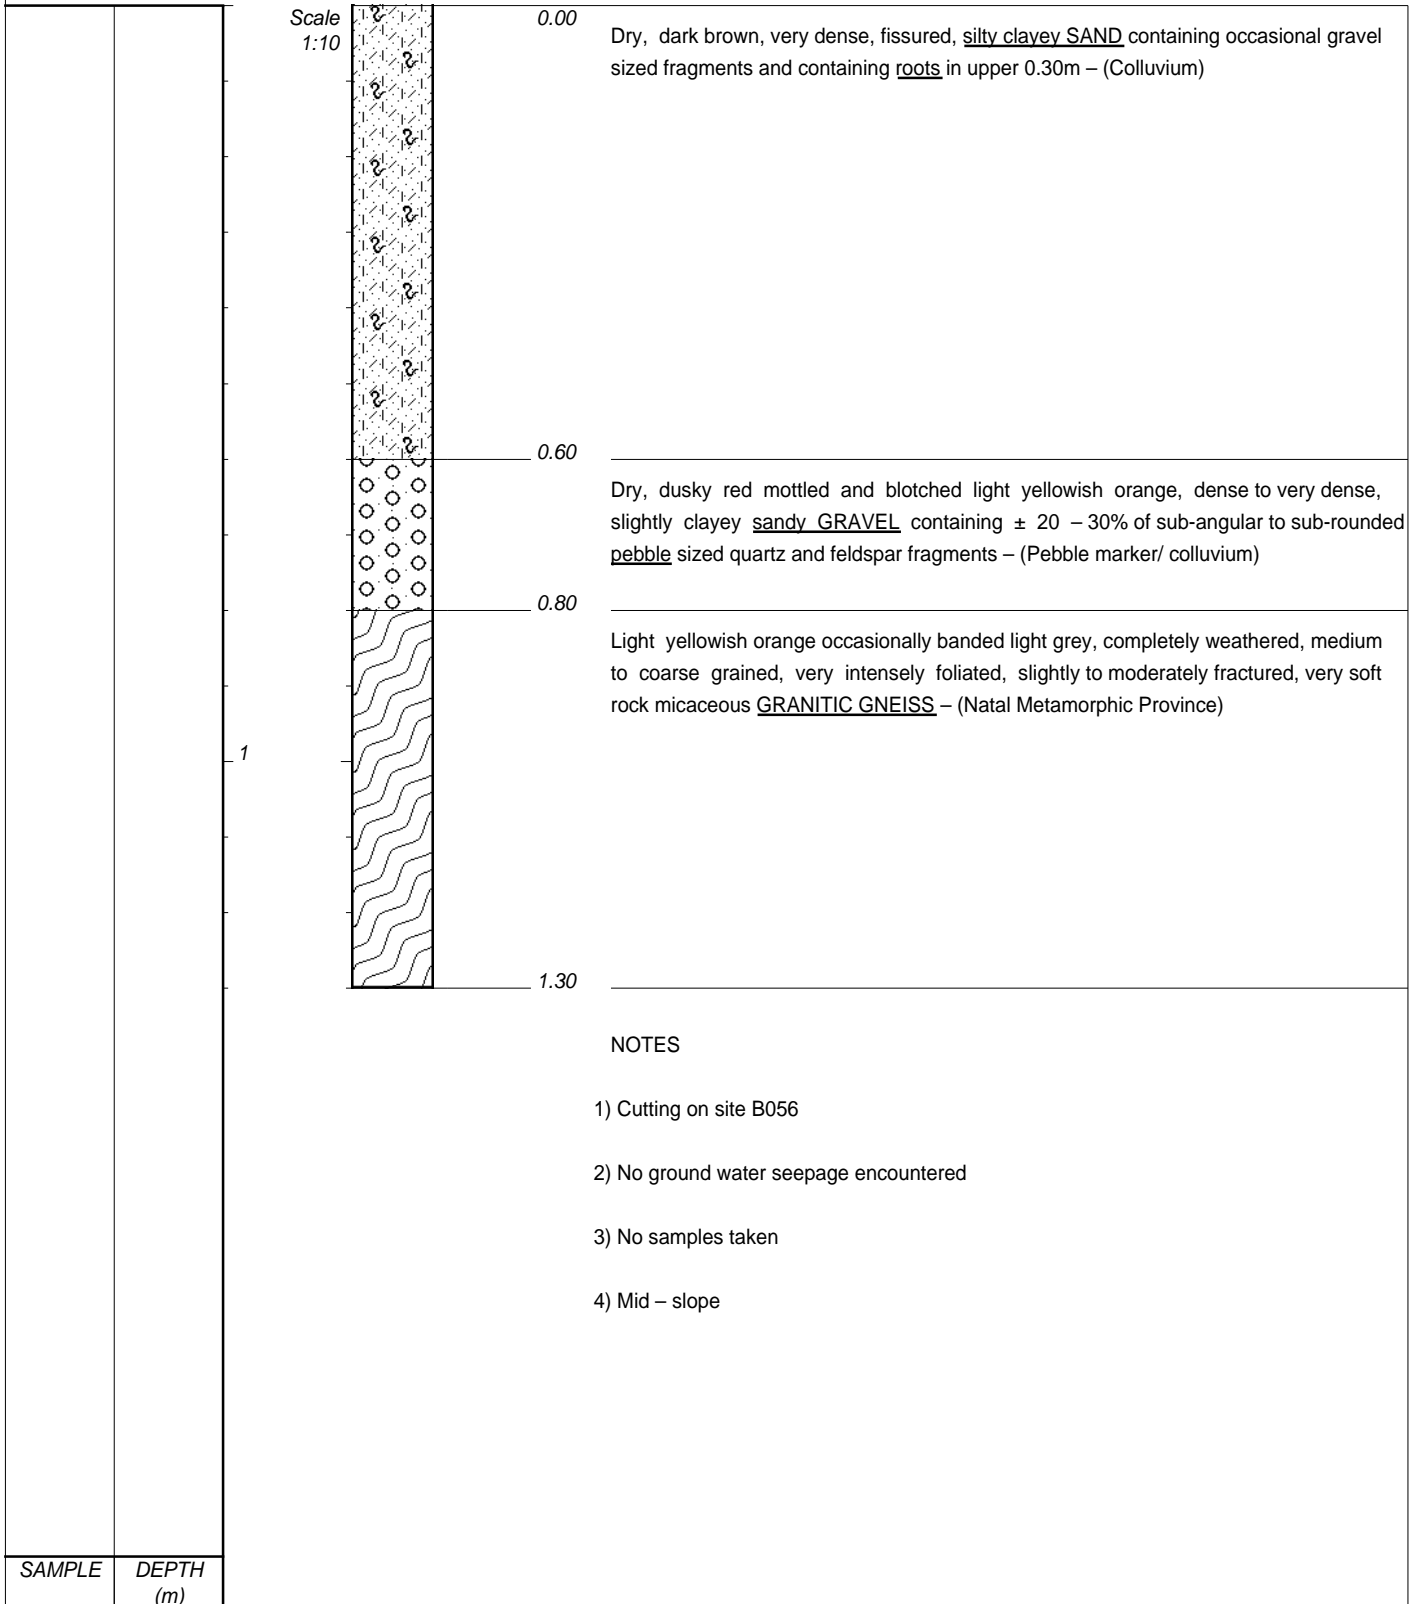 Scale
1:10
0.00
Dry, dark brown, very dense, fissured, silty clayey SAND containing occasional gravel
sized fragments and containing roots in upper 0.30m – (Colluvium)
0.60
Dry, dusky red mottled and blotched light yellowish orange, dense to very dense,
slightly clayey sandy GRAVEL containing ± 20 – 30% of sub-angular to sub-rounded
pebble sized quartz and feldspar fragments – (Pebble marker/ colluvium)
0.80
Light yellowish orange occasionally banded light grey, completely weathered, medium
to coarse grained, very intensely foliated, slightly to moderately fractured, very soft
rock micaceous GRANITIC GNEISS – (Natal Metamorphic Province)
1
1.30
NOTES
1) Cutting on site B056
2) No ground water seepage encountered
3) No samples taken
4) Mid – slope
SAMPLE DEPTH
(m)